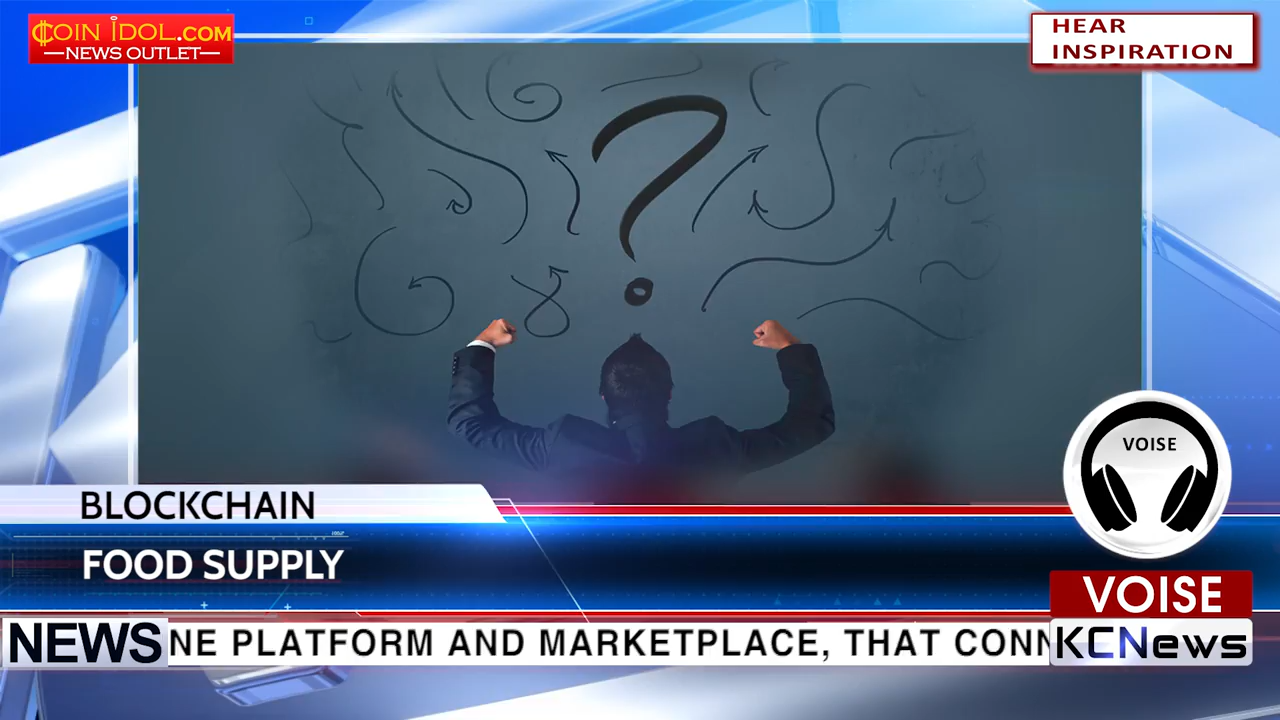 COIN IDOL.COM
NEWS OUTLET
HEAR
INSPIRATION
?
VOISE
BLOCKCHAIN
FOOD SUPPLY
VOISE
NEWS
NE PLATFORM AND MARKETPLACE, THAT CONN
KCNews